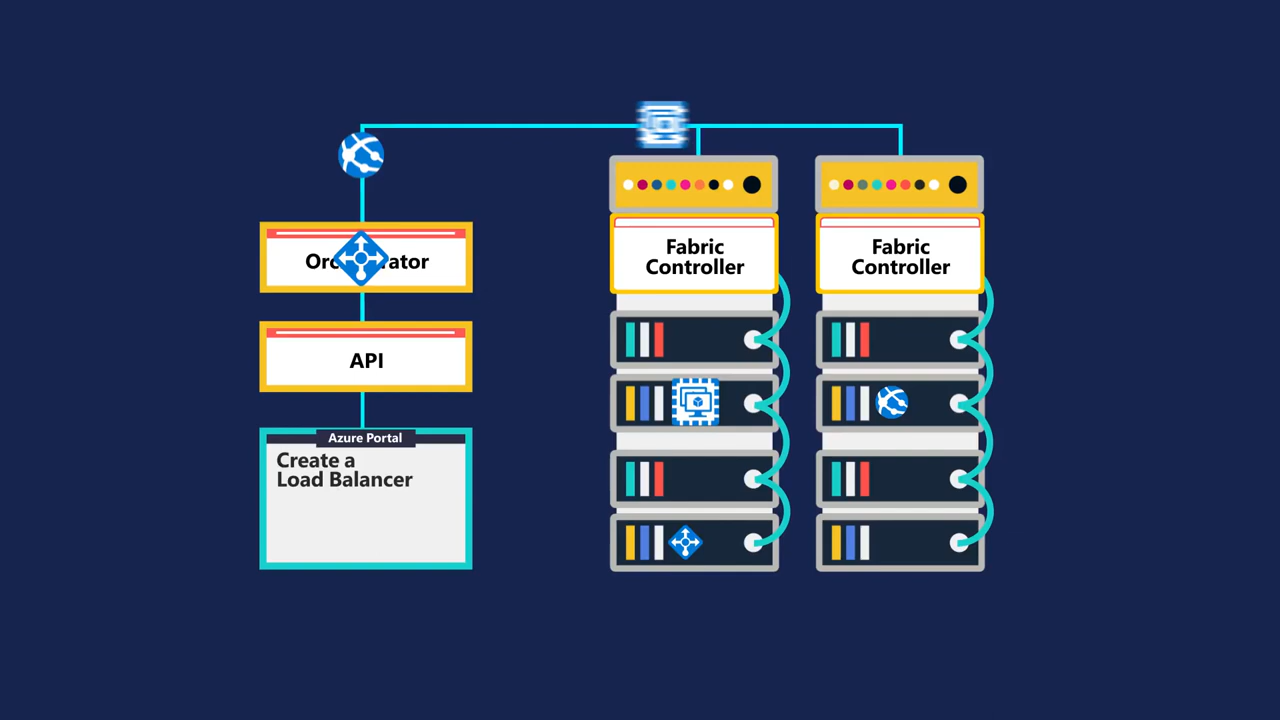 API
Azure Portal
Create a
Load Balancer
Fabric
Controller
Fabric
Controller